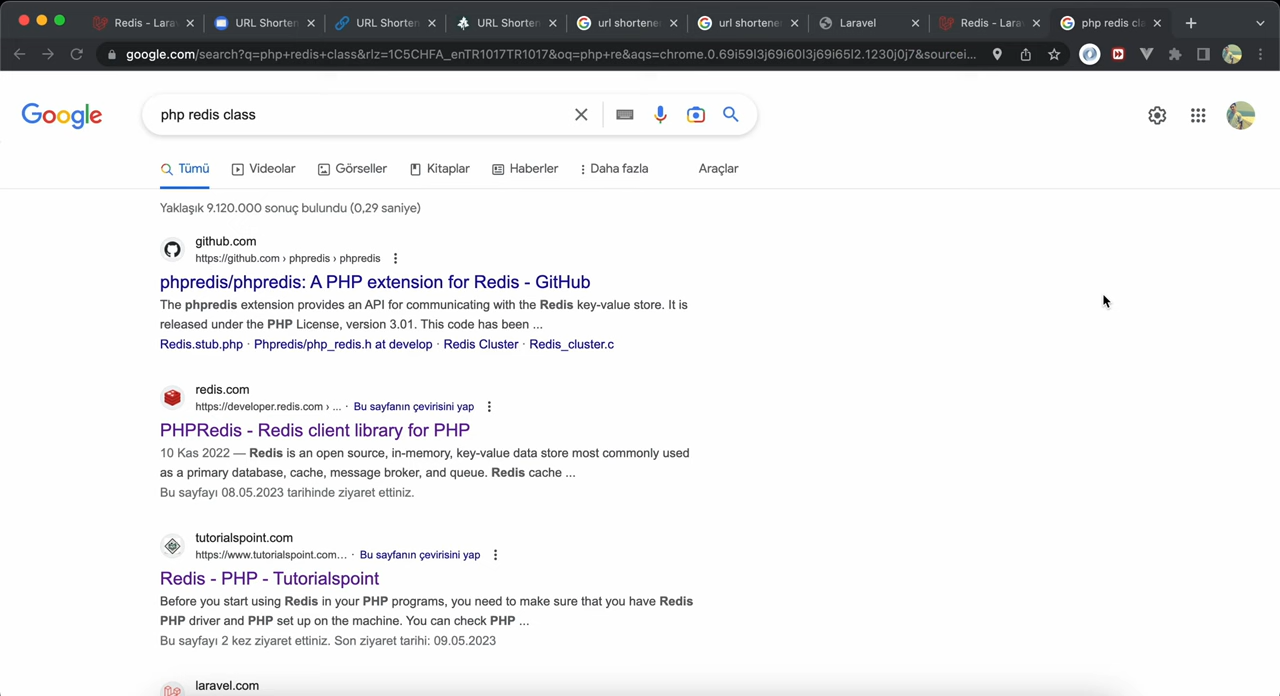 Redis - Lara
URL Shorten
URL Shorten
URL Shorten
url shortene
url shortene
Laravel
Redis - Lara
php redis cla
google.com/search?q=php+redis+class&rlz=1C5CHFA_enTR1017TR1017&oq=php+re&aqs=chrome.0.69i59l3j69i60l3j69i65l2.1230j0j7&sourcei...
Google
php redis class
Tümü
Videolar
Görseller
Kitaplar
Haberler
Daha fazla
Araçlar
Yaklaşık 9.120.000 sonuç bulundu (0,29 saniye)
github.com
https://github.com › phpredis › phpredis
phpredis/phpredis: A PHP extension for Redis - GitHub
The phpredis extension provides an API for communicating with the Redis key-value store. It is
released under the PHP License, version 3.01. This code has been ...
Redis.stub.php · Phpredis/php_redis.h at develop · Redis Cluster · Redis_cluster.c
redis.com
https://developer.redis.com › ... · Bu sayfanın çevirisini yap
PHPRedis - Redis client library for PHP
10 Kas 2022 — Redis is an open source, in-memory, key-value data store most commonly used
as a primary database, cache, message broker, and queue. Redis cache ...
Bu sayfayı 08.05.2023 tarihinde ziyaret ettiniz.
tutorialspoint.com
https://www.tutorialspoint.com... · Bu sayfanın çevirisini yap
Redis - PHP - Tutorialspoint
Before you start using Redis in your PHP programs, you need to make sure that you have Redis
PHP driver and PHP set up on the machine. You can check PHP ...
Bu sayfayı 2 kez ziyaret ettiniz. Son ziyaret tarihi: 09.05.2023
laravel.com